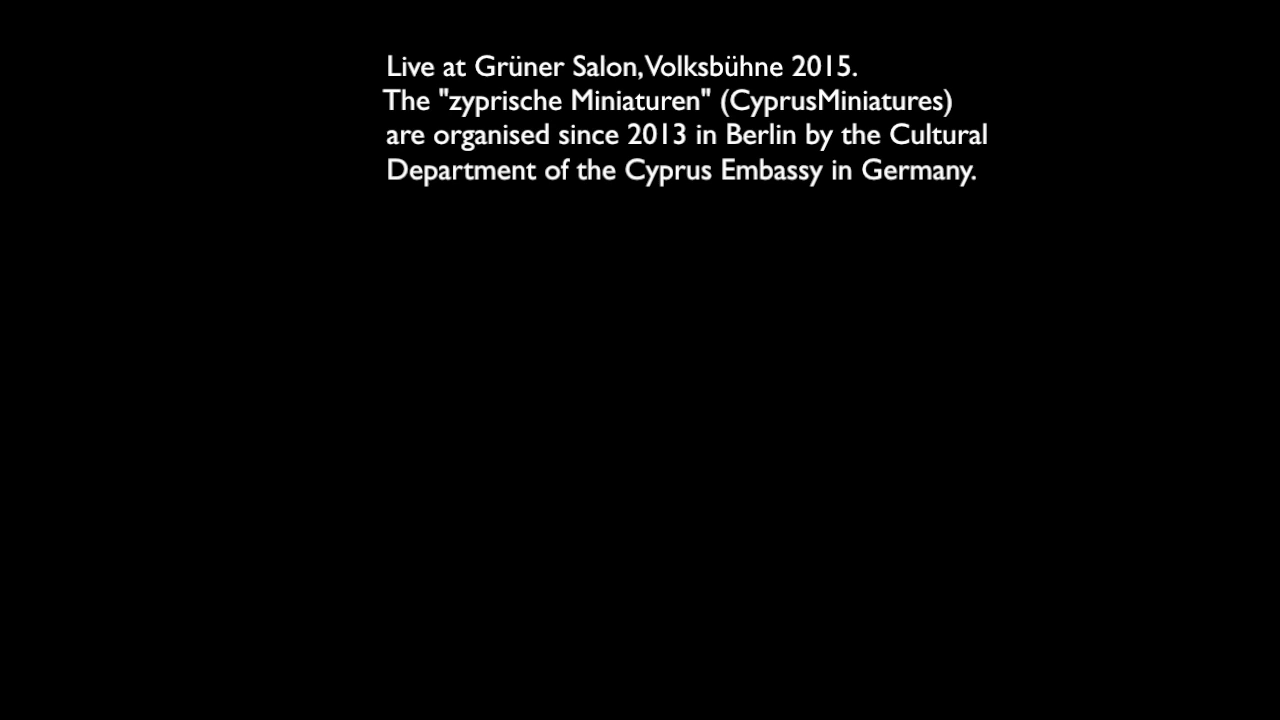 Live at Grüner Salon, Volksbühne 2015.
The "zyprische Miniaturen" (CyprusMiniatures)
are organised since 2013 in Berlin by the Cultural
Department of the Cyprus Embassy in Germany.